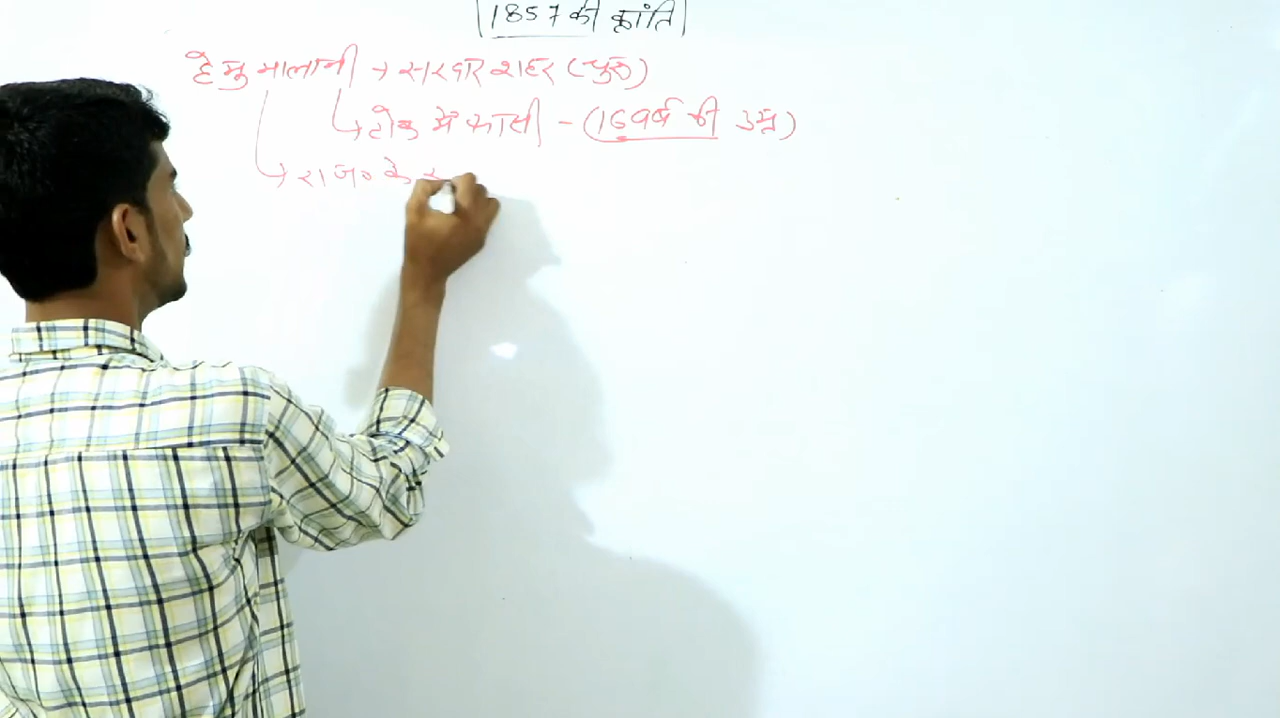 1857 की क्रांति
हेमु मालानी → सरदार शहर (चुरू)
→ टोंक में फासी - (16 वर्ष की उम्र)
→ राज० के स